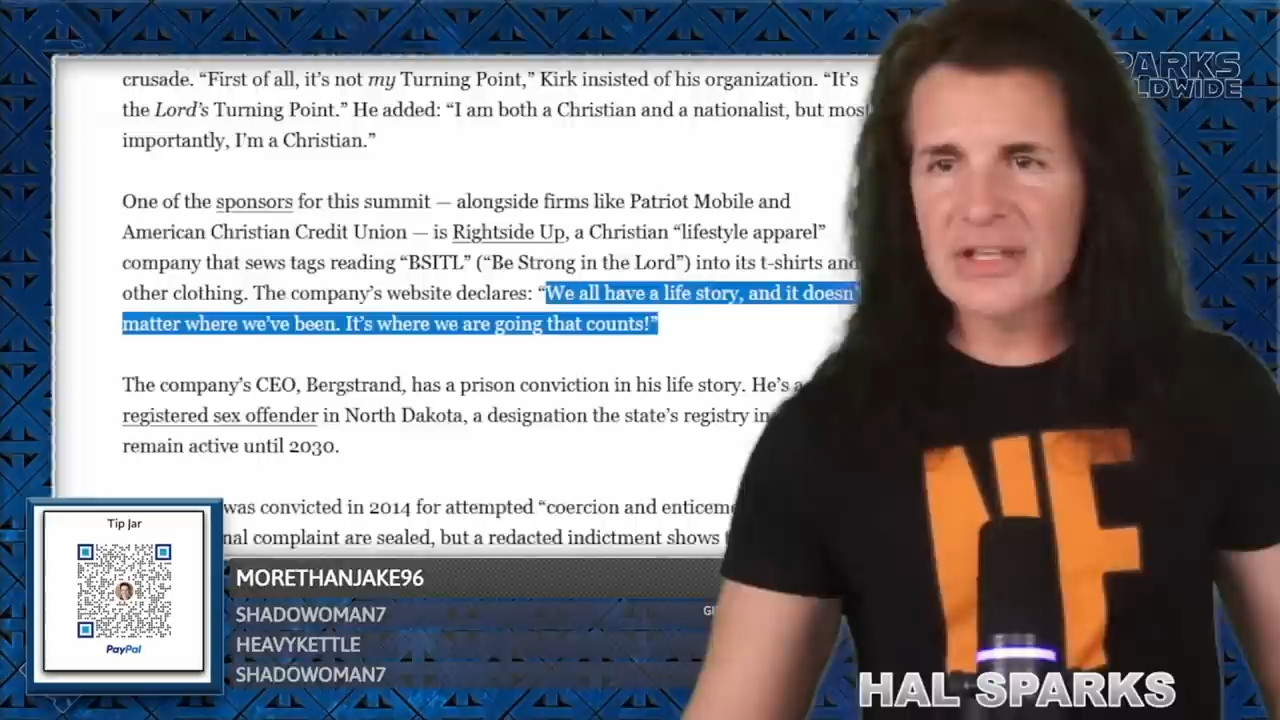 crusade. “First of all, it’s not my Turning Point,” Kirk insisted of his organization. “It’s
the Lord’s Turning Point.” He added: “I am both a Christian and a nationalist, but most
importantly, I’m a Christian.”
One of the sponsors for this summit — alongside firms like Patriot Mobile and
American Christian Credit Union — is Rightside Up, a Christian “lifestyle apparel”
company that sews tags reading “BSITL” (“Be Strong in the Lord”) into its t-shirts and
other clothing. The company’s website declares: “We all have a life story, and it doesn’
matter where we’ve been. It’s where we are going that counts!”
The company’s CEO, Bergstrand, has a prison conviction in his life story. He’s a
registered sex offender in North Dakota, a designation the state’s registry in
remain active until 2030.
was convicted in 2014 for attempted “coercion and enticeme
nal complaint are sealed, but a redacted indictment shows
Tip Jar
PayPal
MORETHANJAKE96
SHADOWOMAN7
HEAVYKETTLE
SHADOWOMAN7
GI
PARKS
LDWIDE
NF
HAL SPARKS